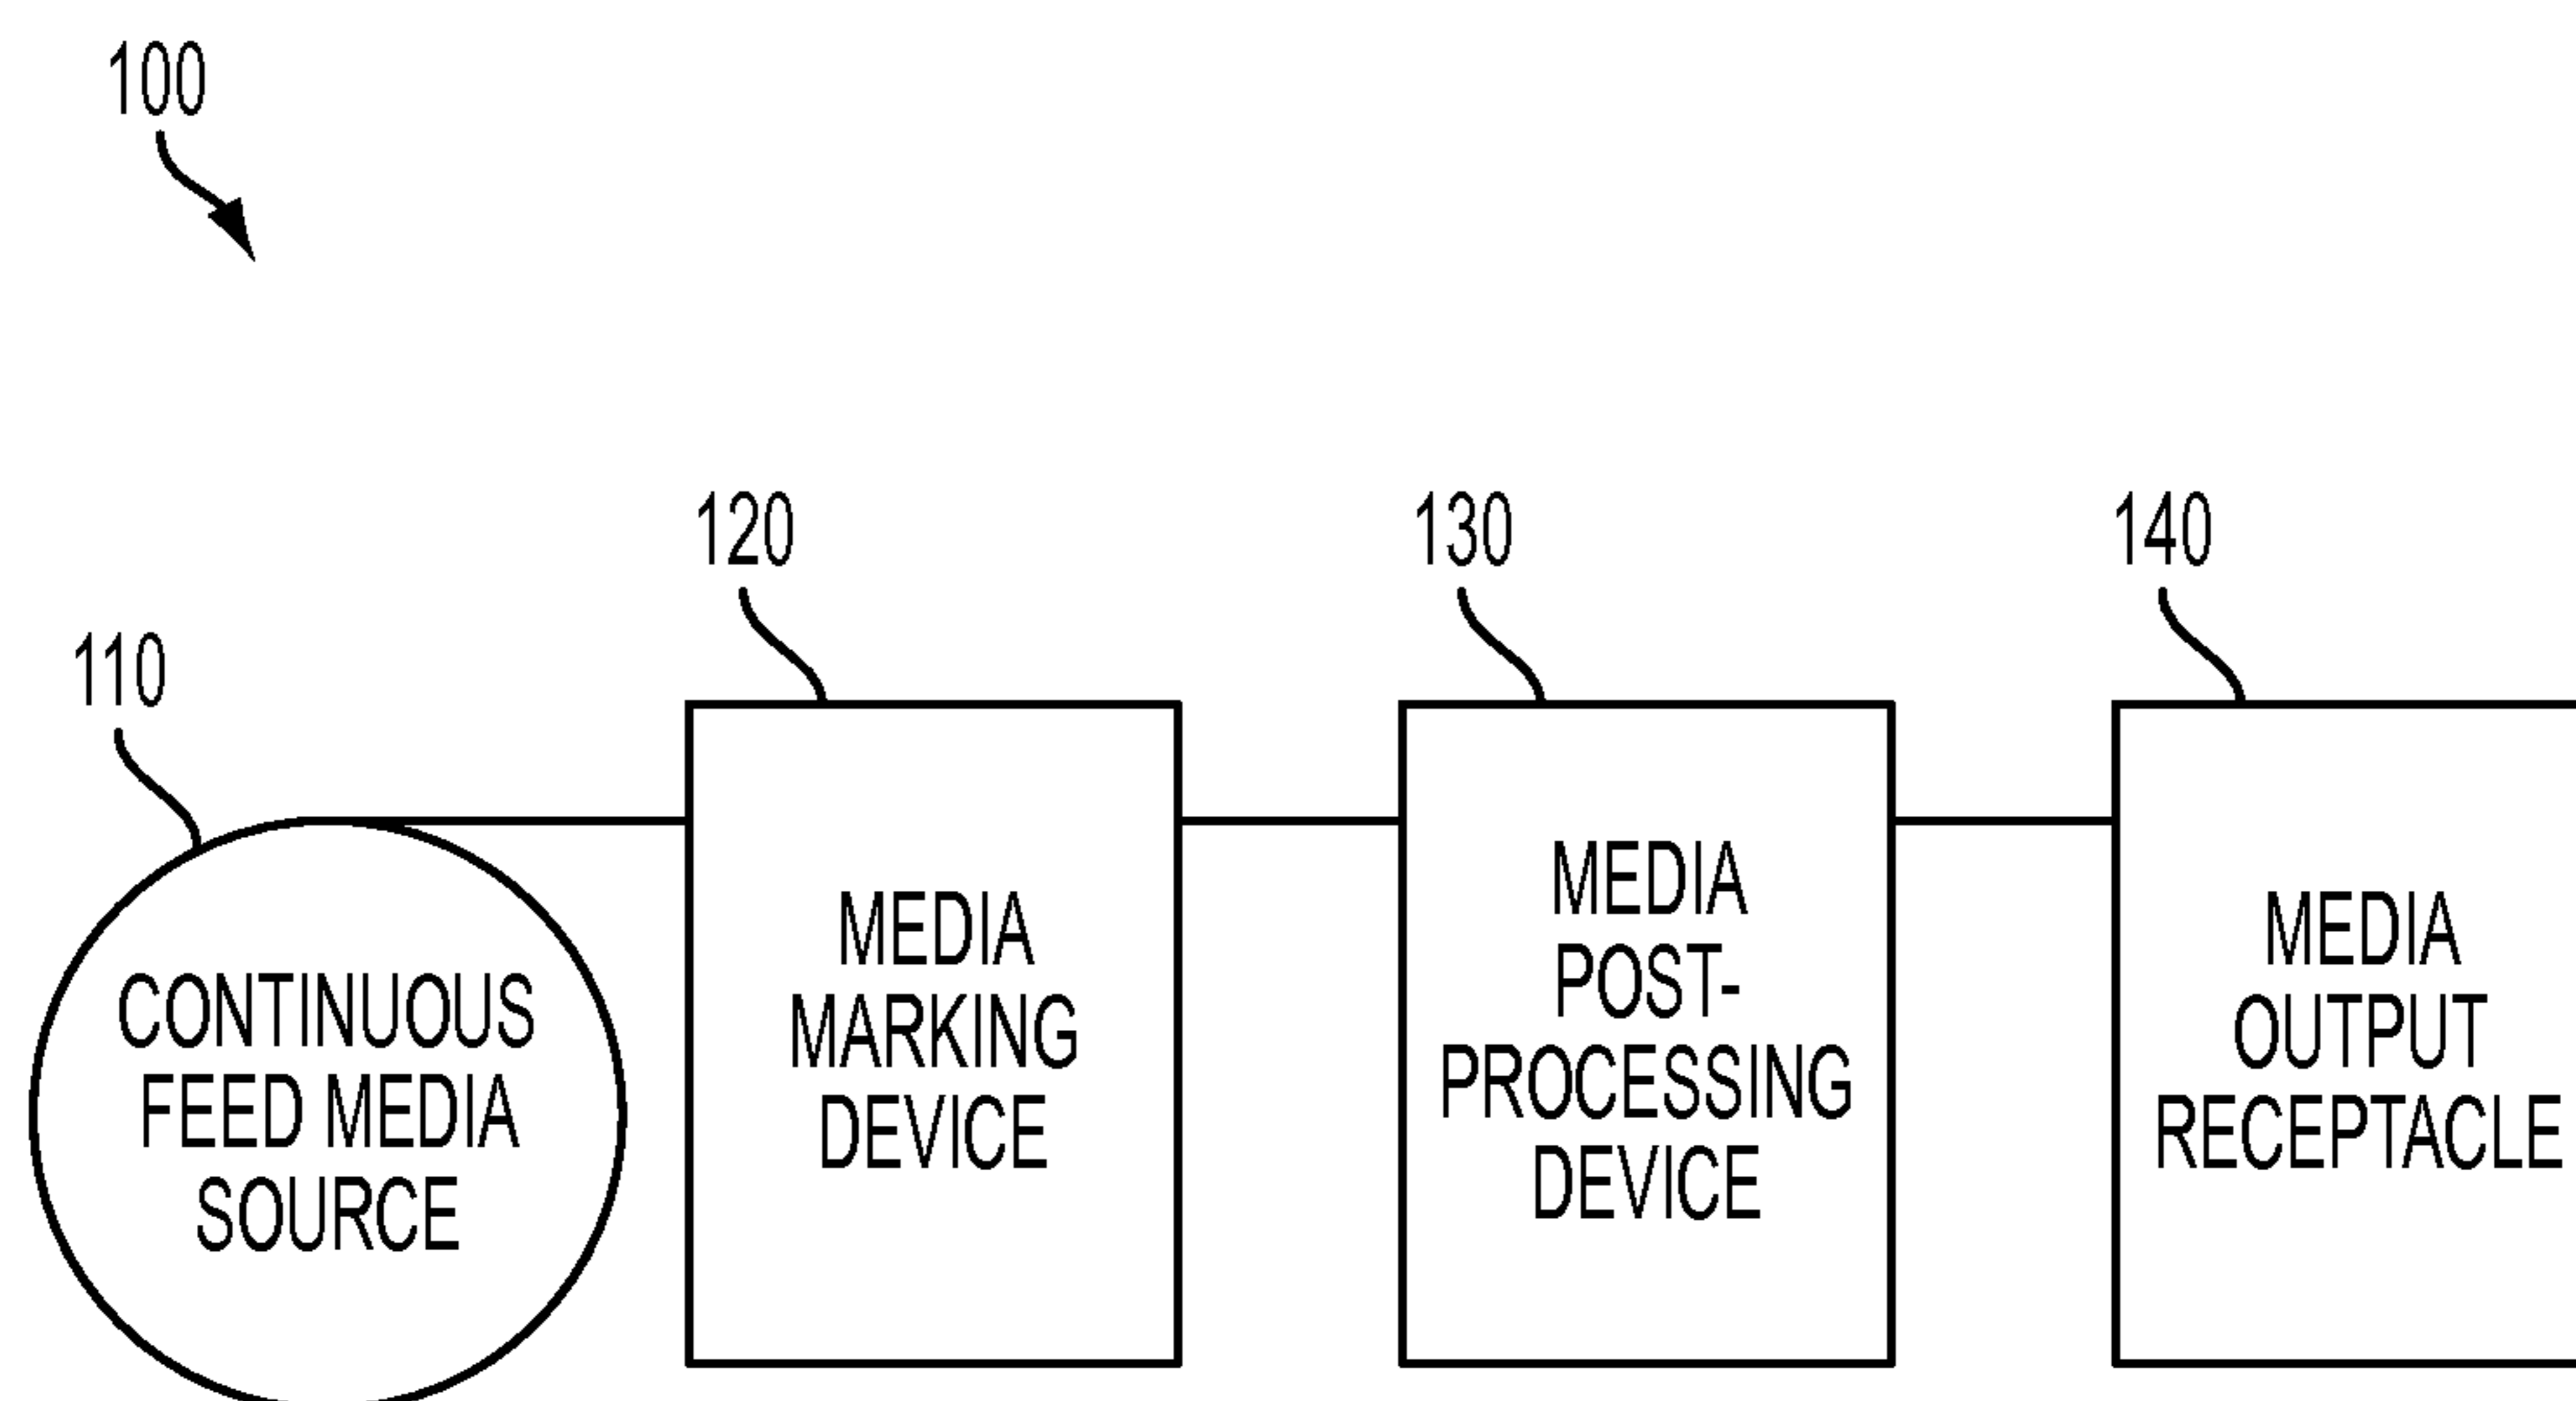 100
120
130
140
110
CONTINUOUS
FEED MEDIA
SOURCE
MEDIA
MARKING
DEVICE
MEDIA
POST-
PROCESSING
DEVICE
MEDIA
OUTPUT
RECEPTACLE